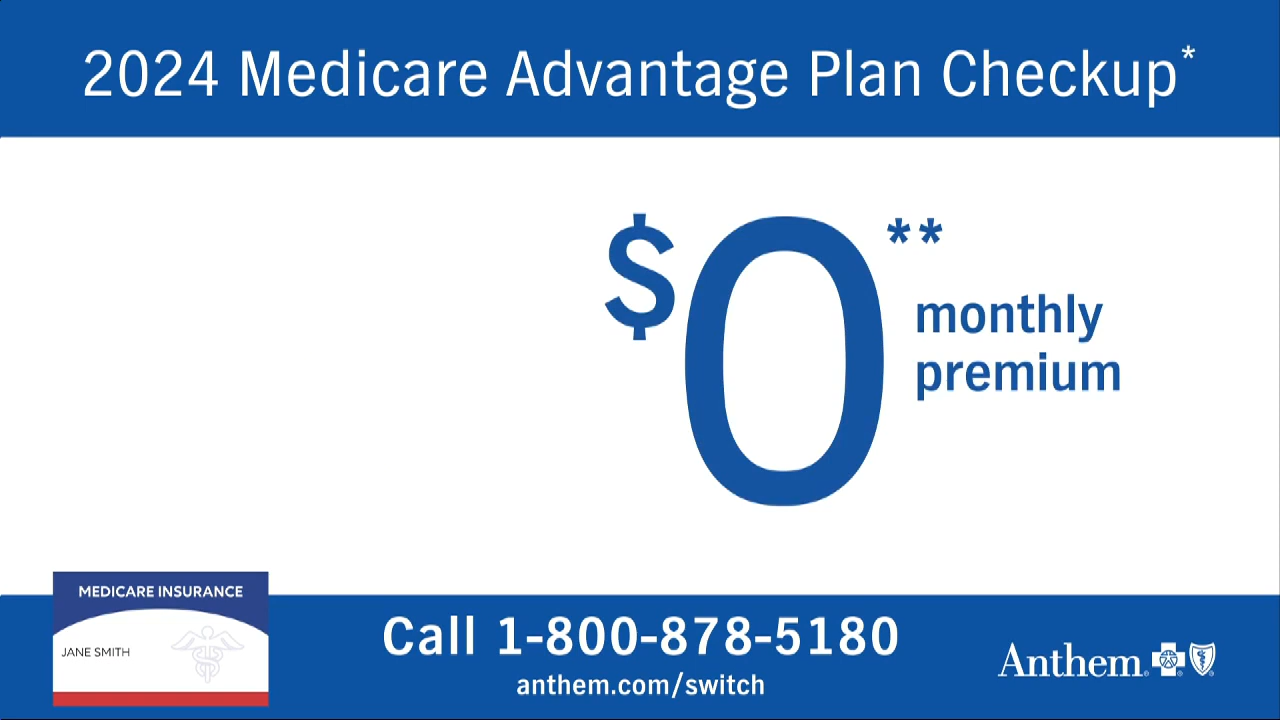 2024 Medicare Advantage Plan Checkup*
$0**
monthly
premium
MEDICARE INSURANCE
JANE SMITH
Call 1-800-878-5180
anthem.com/switch
Anthem®